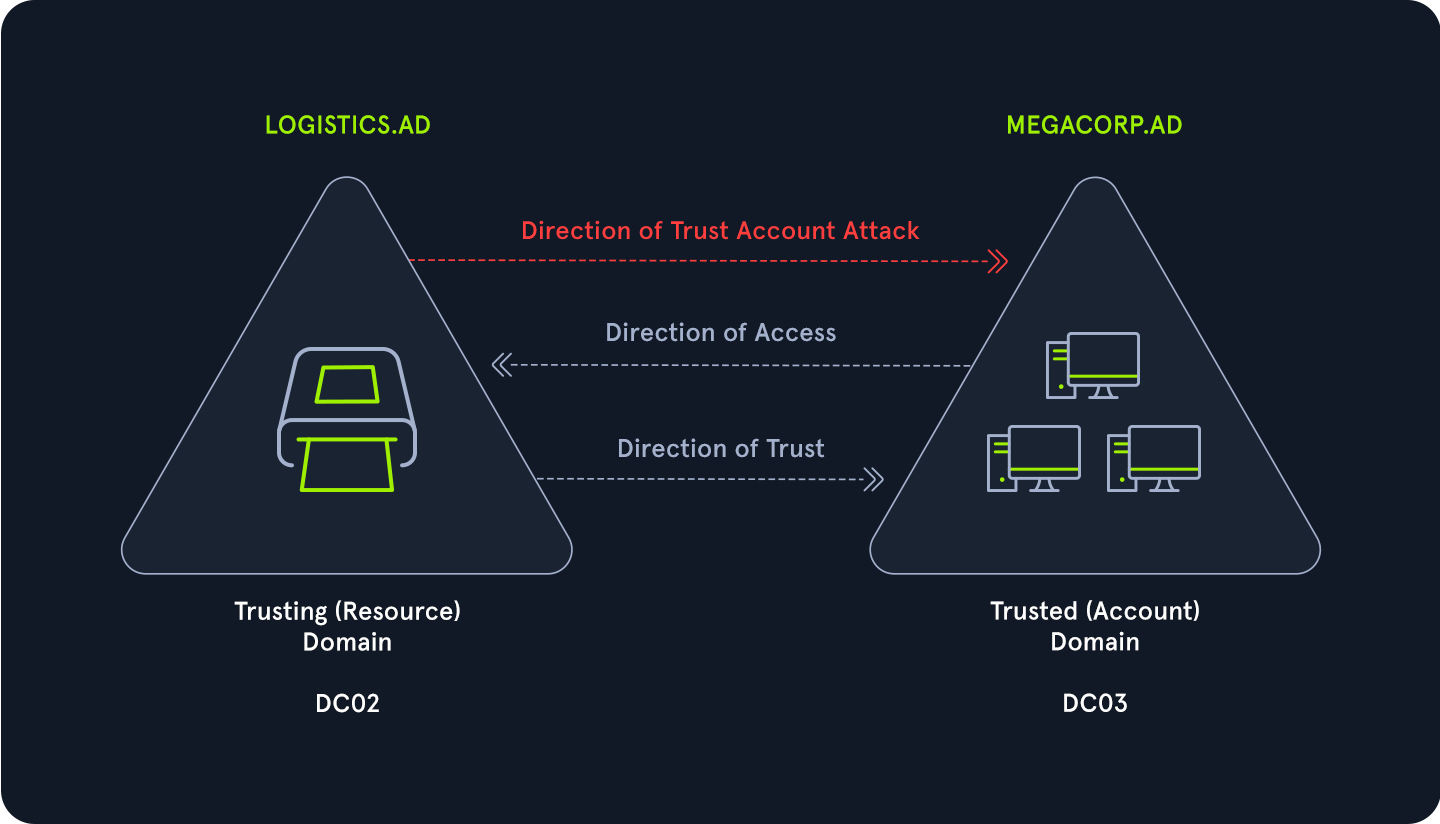 LOGISTICS.AD
MEGACORP.AD
Direction of Trust Account Attack
Direction of Access
Direction of Trust
Trusting (Resource)
Domain
DC02
Trusted (Account)
Domain
DC03